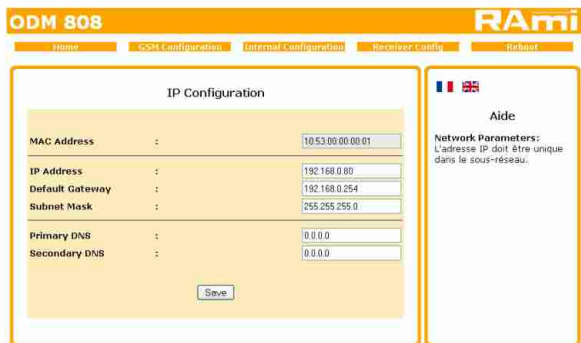 ODM 808
RAmi
Home
GSM Configuration
Internal Configuration
Receiver Config
Reboot
IP Configuration
MAC Address : 10:53:00:00:00:01
IP Address : 192.168.0.80
Default Gateway : 192.168.0.254
Subnet Mask : 255.255.255.0
Primary DNS : 0.0.0.0
Secondary DNS : 0.0.0.0
Save
Aide
Network Parameters:
L'adresse IP doit être unique
dans le sous-réseau.